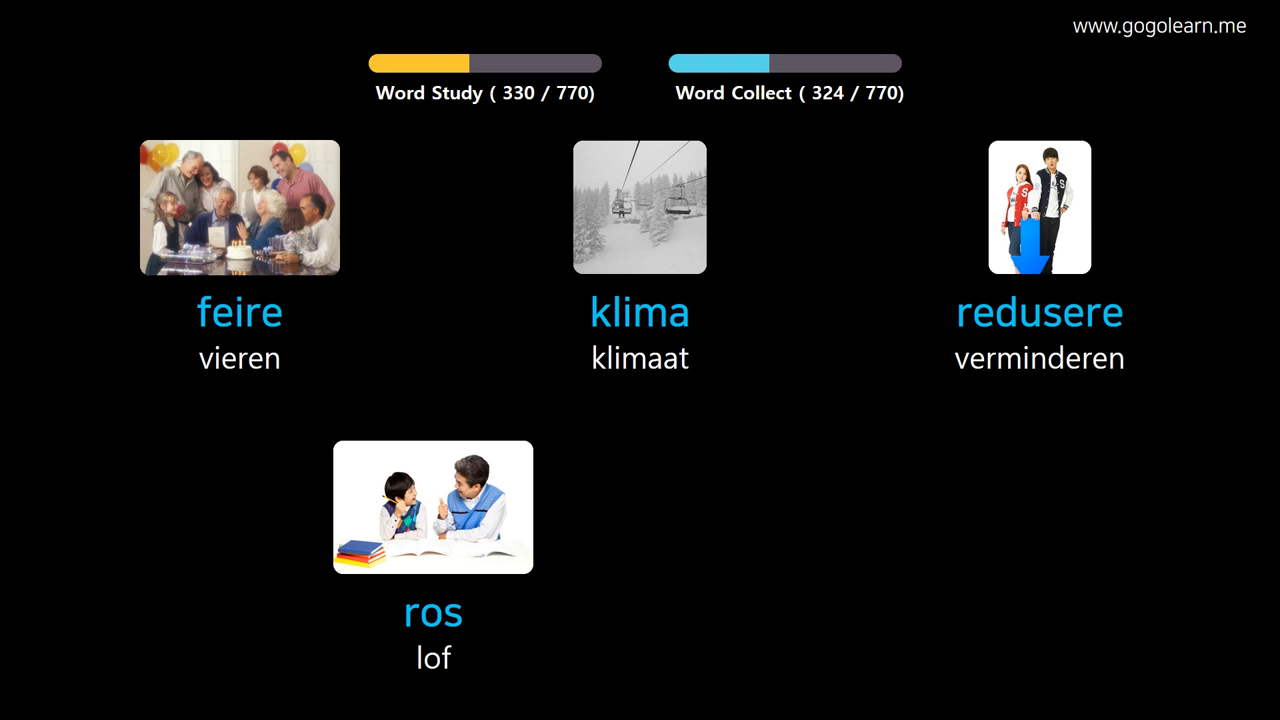 www.gogolearn.me
Word Study ( 330 / 770)
Word Collect ( 324 / 770)
feire
vieren
klima
klimaat
redusere
verminderen
ros
lof